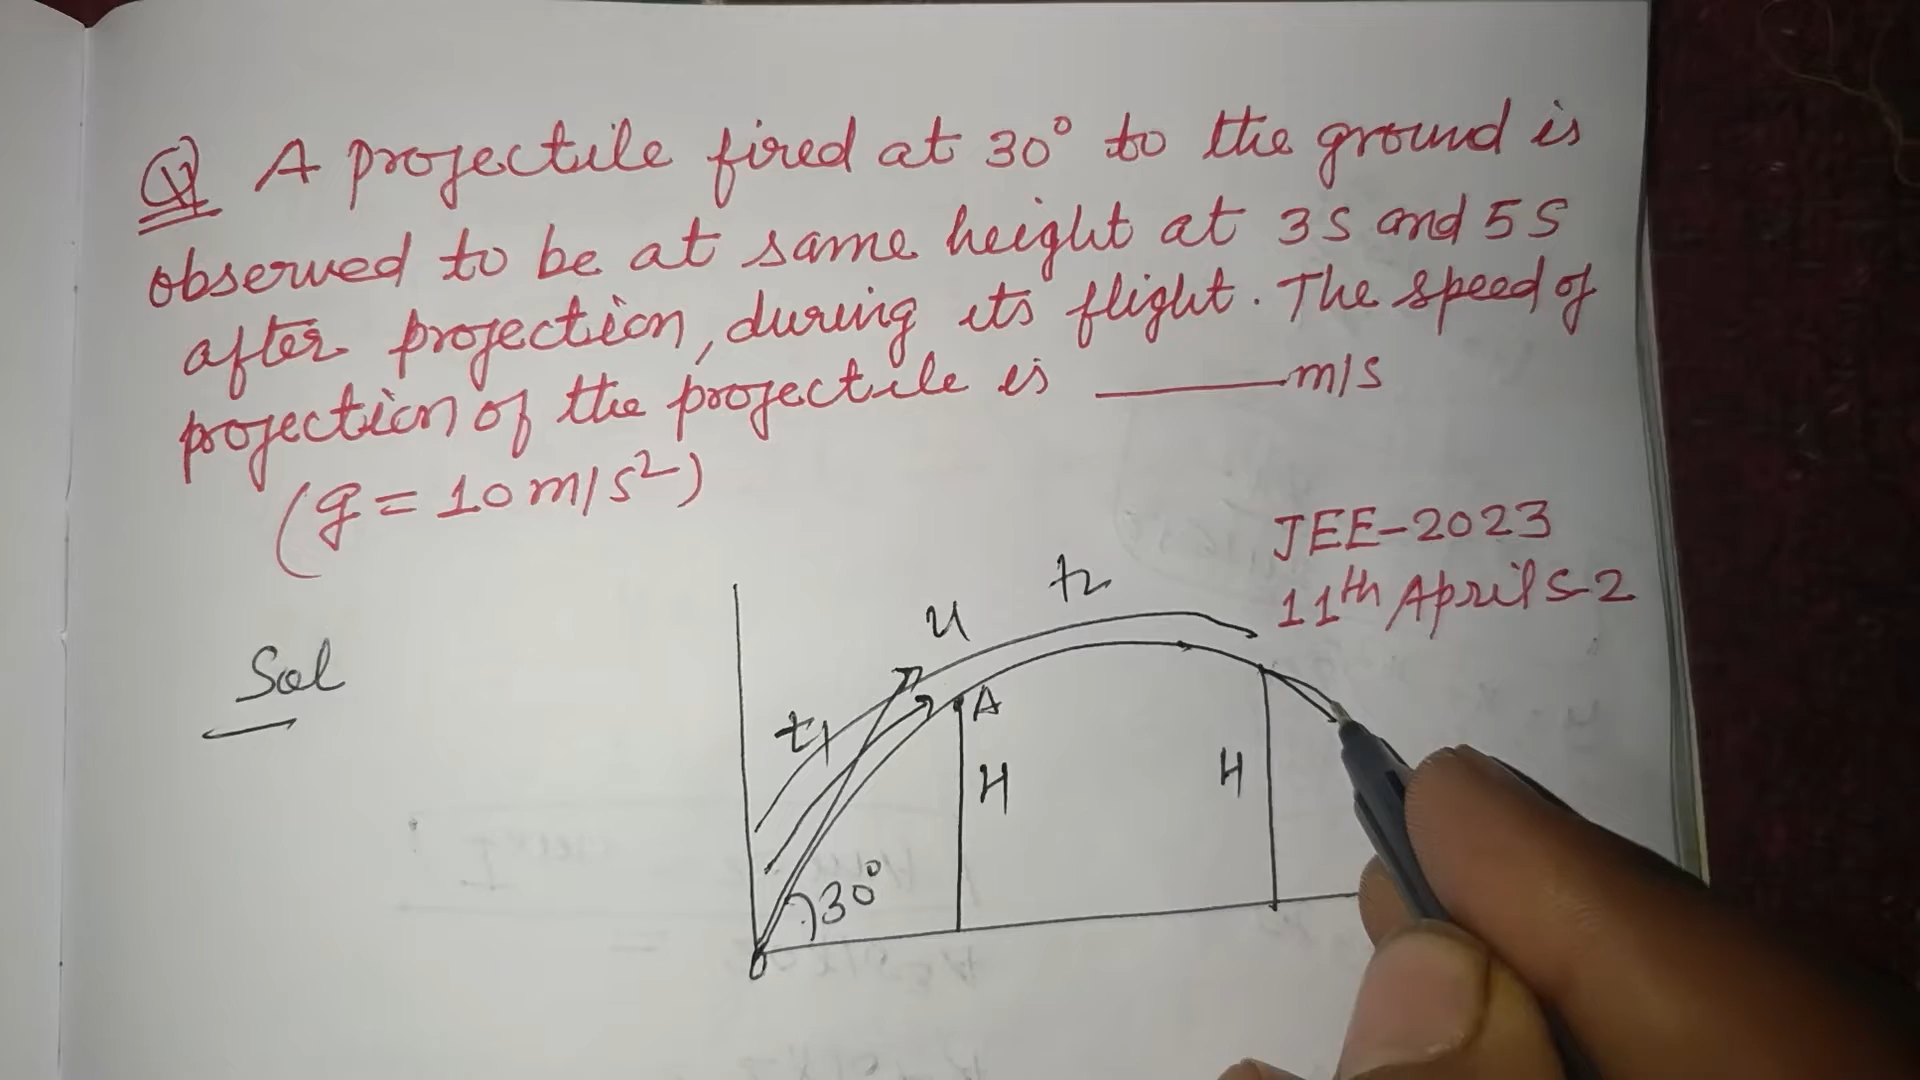 Q A projectile fired at 30° to the ground is
observed to be at same height at 3s and 5s
after projection, during its flight. The speed of
projection of the projectile is ______ m/s
(g = 10 m/s²)
JEE-2023
11th April S-2
Sol
t₂
u
t₁
A
H
H
30°
O